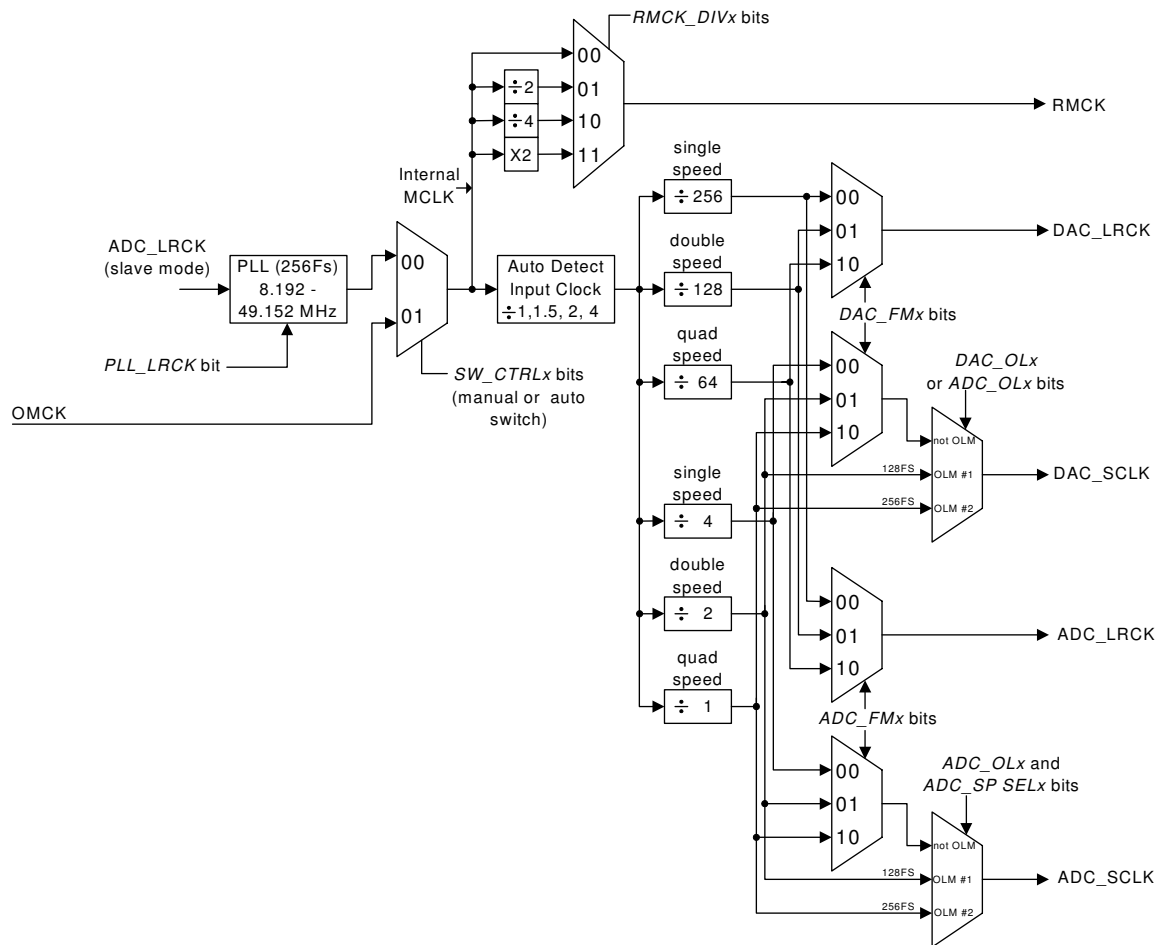 RMCK_DIVx bits
00
÷2
01
÷4
10
X2
11
RMCK
Internal
MCLK
single
speed
÷ 256
00
01
10
DAC_LRCK
ADC_LRCK
(slave mode)
PLL (256Fs)
8.192 -
49.152 MHz
00
01
Auto Detect
Input Clock
÷1,1.5, 2, 4
double
speed
÷ 128
DAC_FMx bits
PLL_LRCK bit
SW_CTRLx bits
(manual or auto
switch)
OMCK
quad
speed
÷ 64
00
01
10
DAC_OLx
or ADC_OLx bits
not OLM
128FS
OLM #1
256FS
OLM #2
DAC_SCLK
single
speed
÷ 4
double
speed
÷ 2
00
01
10
ADC_LRCK
quad
speed
÷ 1
ADC_FMx bits
00
01
10
ADC_OLx and
ADC_SP SELx bits
not OLM
128FS
OLM #1
256FS
OLM #2
ADC_SCLK